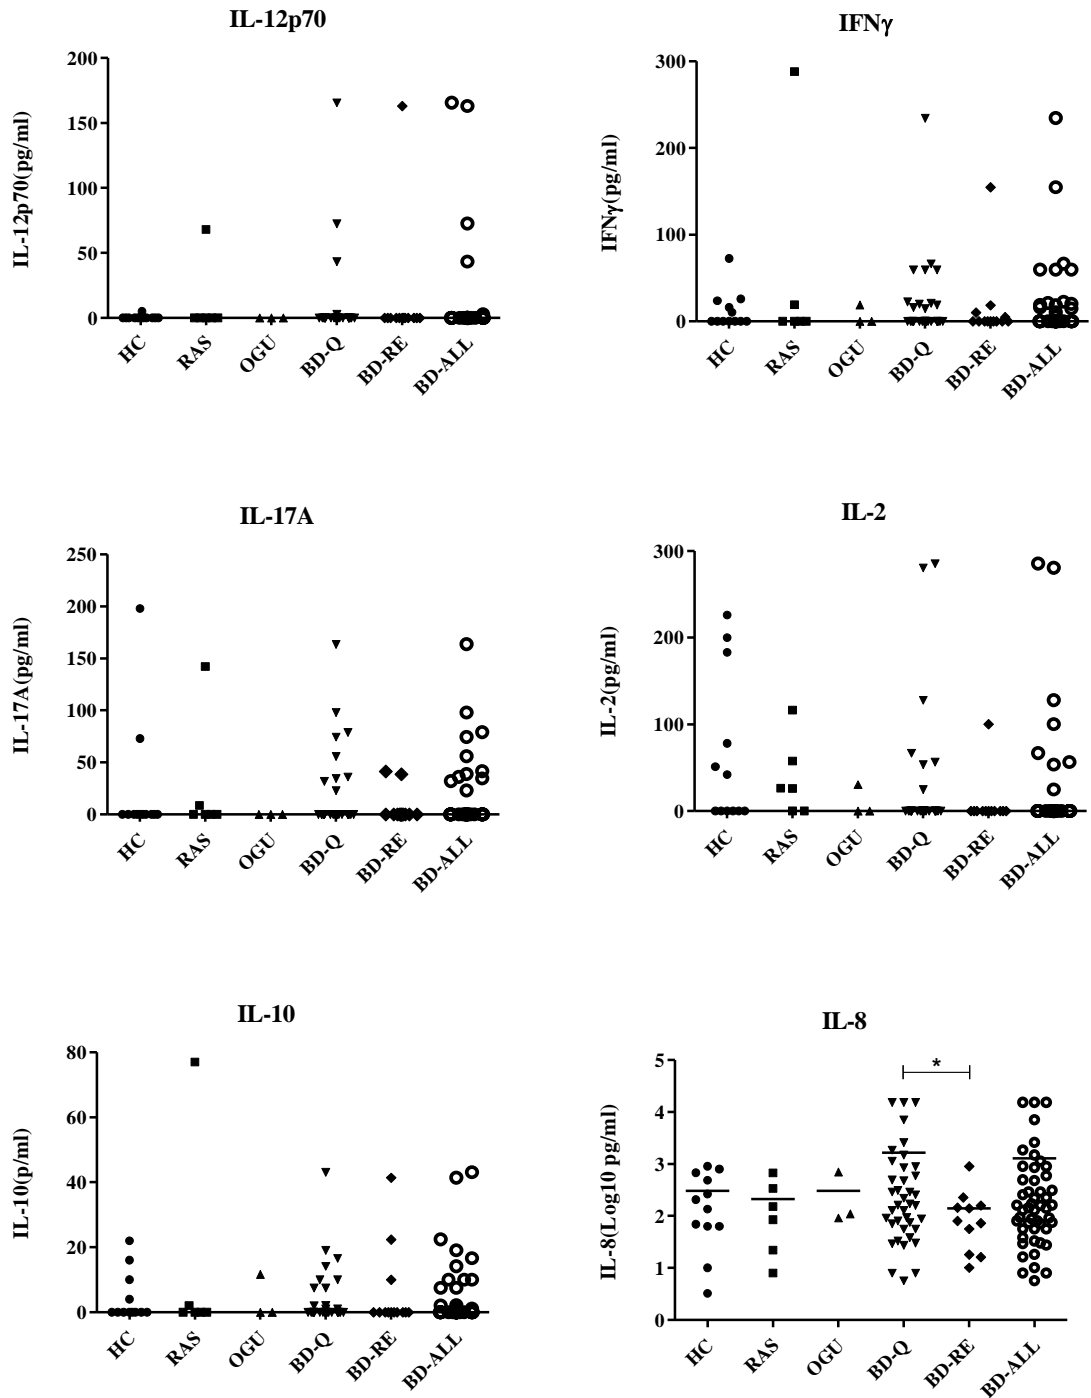 IL-12p70
IL-12p70(pg/ml)
200
150
100
50
0
HC
RAS
OGU
BD-Q
BD-RE
BD-ALL
IFNγ
IFNγ(pg/ml)
300
200
100
0
HC
RAS
OGU
BD-Q
BD-RE
BD-ALL
IL-17A
IL-17A(pg/ml)
250
200
150
100
50
0
HC
RAS
OGU
BD-Q
BD-RE
BD-ALL
IL-2
IL-2(pg/ml)
300
200
100
0
HC
RAS
OGU
BD-Q
BD-RE
BD-ALL
IL-10
IL-10(p/ml)
80
60
40
20
0
HC
RAS
OGU
BD-Q
BD-RE
BD-ALL
IL-8
IL-8(Log10 pg/ml)
5
4
3
2
1
0
*
HC
RAS
OGU
BD-Q
BD-RE
BD-ALL